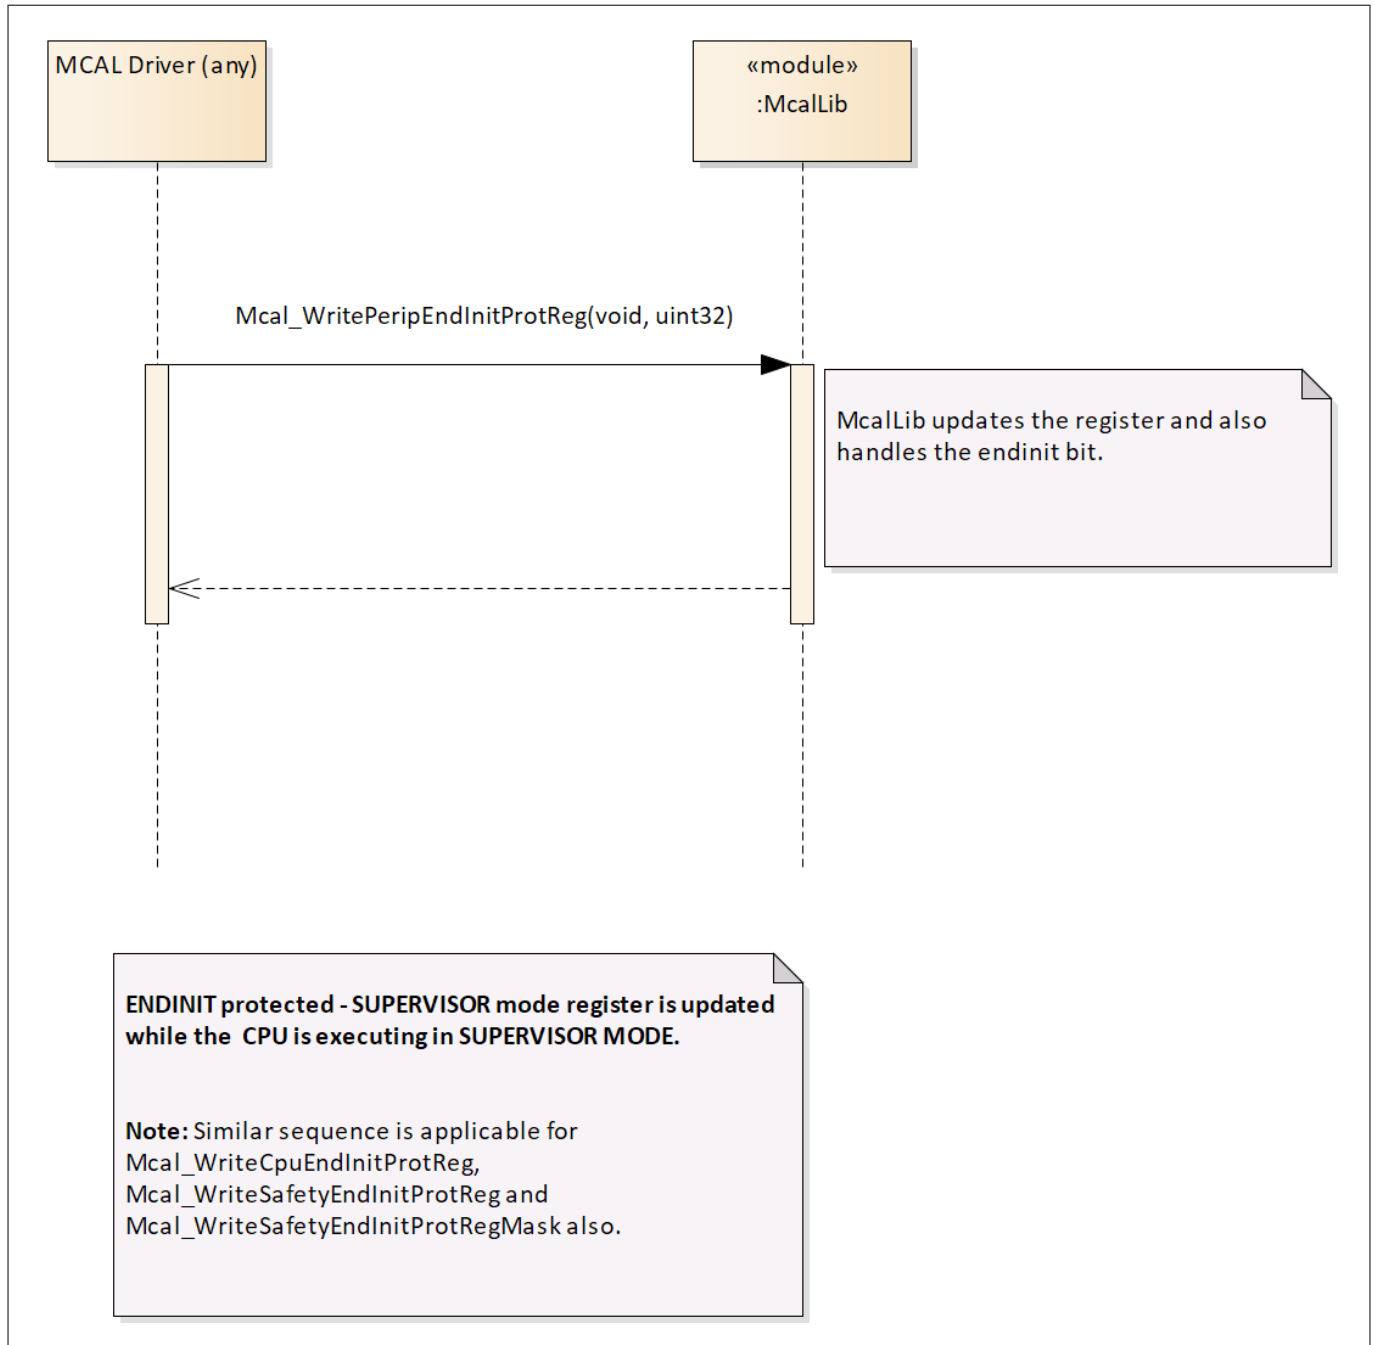 MCAL Driver (any)
«module»
:McalLib
Mcal_WritePeripEndInitProtReg(void, uint32)
McalLib updates the register and also
handles the endinit bit.
ENDINIT protected - SUPERVISOR mode register is updated
while the CPU is executing in SUPERVISOR MODE.
Note: Similar sequence is applicable for
Mcal_WriteCpuEndInitProtReg,
Mcal_WriteSafetyEndInitProtReg and
Mcal_WriteSafetyEndInitProtRegMask also.